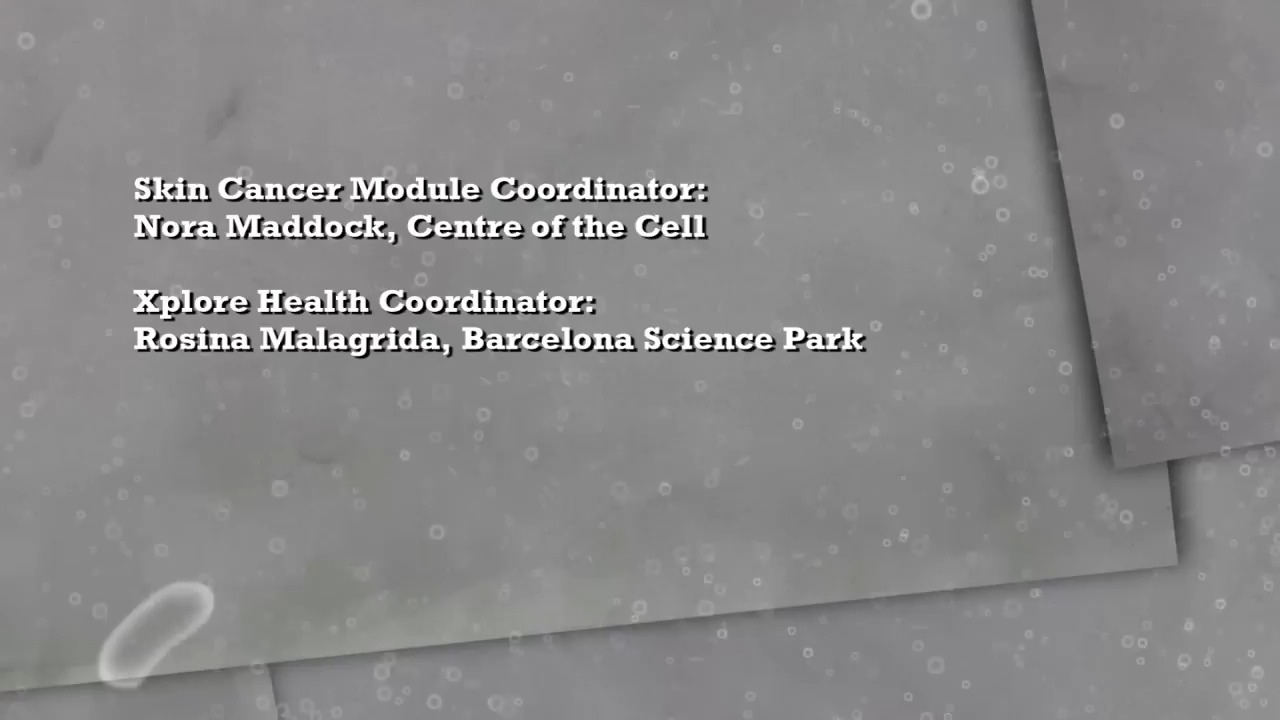 Skin Cancer Module Coordinator:
Nora Maddock, Centre of the Cell
Xplore Health Coordinator:
Rosina Malagrida, Barcelona Science Park